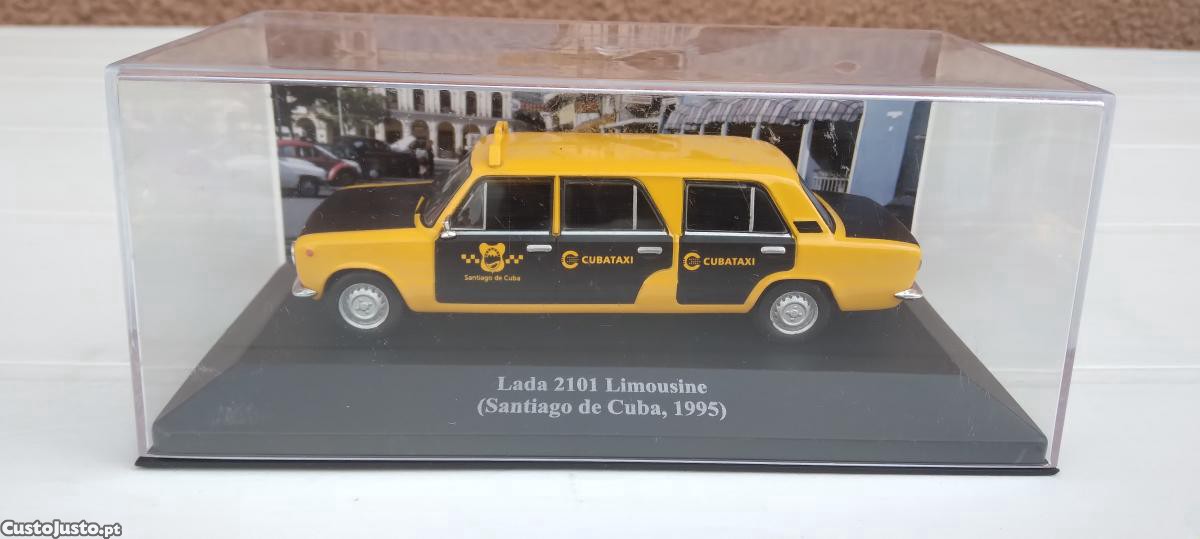 Santiago de Cuba
CUBATAXI
CUBATAXI
Lada 2101 Limousine
(Santiago de Cuba, 1995)
CustoJusto.pt